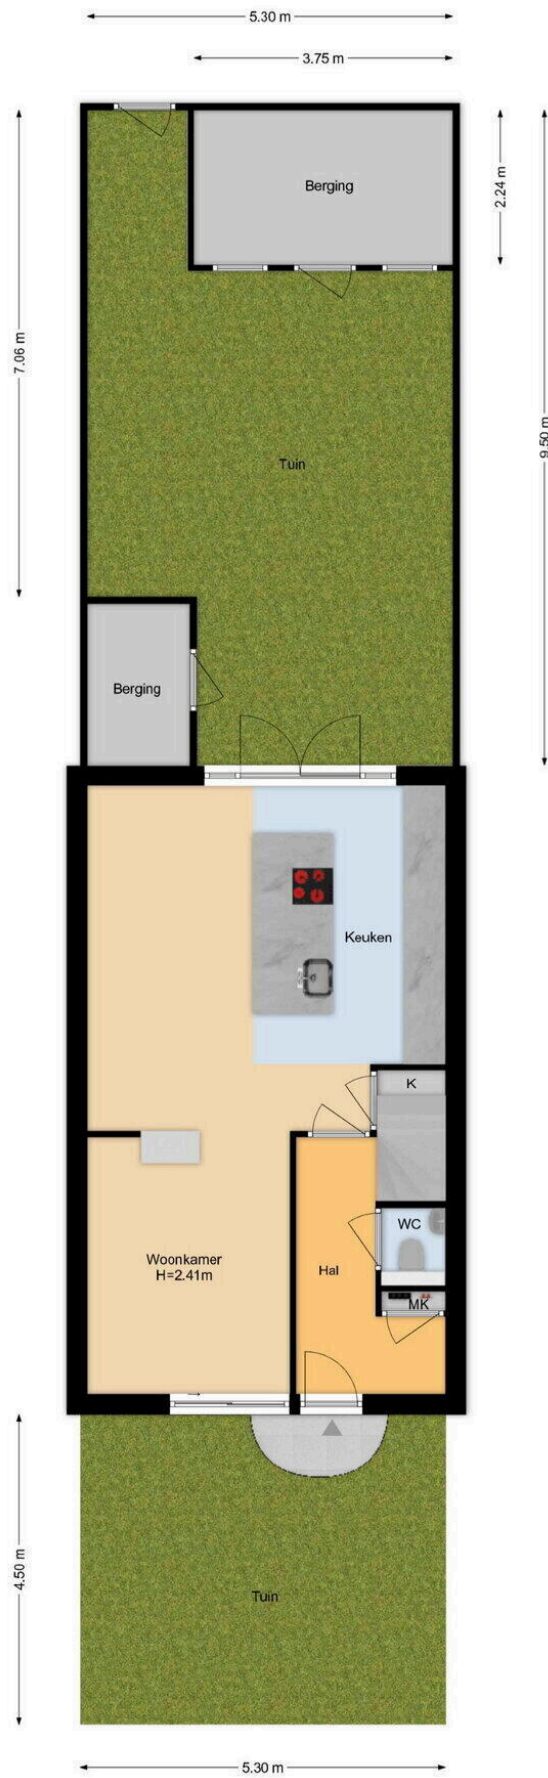 5.30 m
3.75 m
Berging
2.24 m
7.06 m
9.50 m
Tuin
Berging
Keuken
K
WC
Woonkamer
H=2.41m
Hal
MK
4.50 m
Tuin
5.30 m